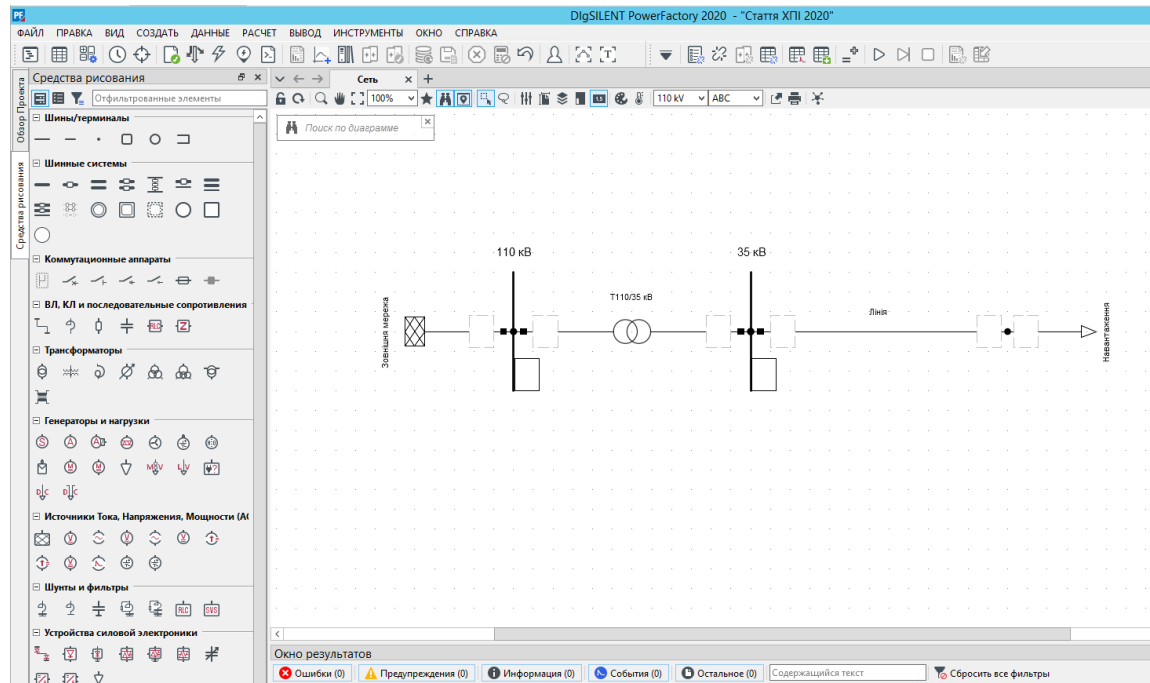 DIgSILENT PowerFactory 2020 - "Стаття ХПІ 2020"
ФАЙЛ ПРАВКА ВИД СОЗДАТЬ ДАННЫЕ РАСЧЕТ ВЫВОД ИНСТРУМЕНТЫ ОКНО СПРАВКА
Обзор Проекта
Средства рисования
Средства рисования
Отфильтрованные элементы
Шины/терминалы
Шинные системы
Коммутационные аппараты
ВЛ, КЛ и последовательные сопротивления
Трансформаторы
Генераторы и нагрузки
Источники Тока, Напряжения, Мощности (АС
Шунты и фильтры
Устройства силовой электроники
Сеть
100%
110 kV
ABC
Поиск по диаграмме
110 кВ
35 кВ
Т110/35 кВ
Лінія
Зовнішня мережа
Навантаження
Окно результатов
Ошибки (0)
Предупреждения (0)
Информация (0)
События (0)
Остальное (0)
Содержащийся текст
Сбросить все фильтры